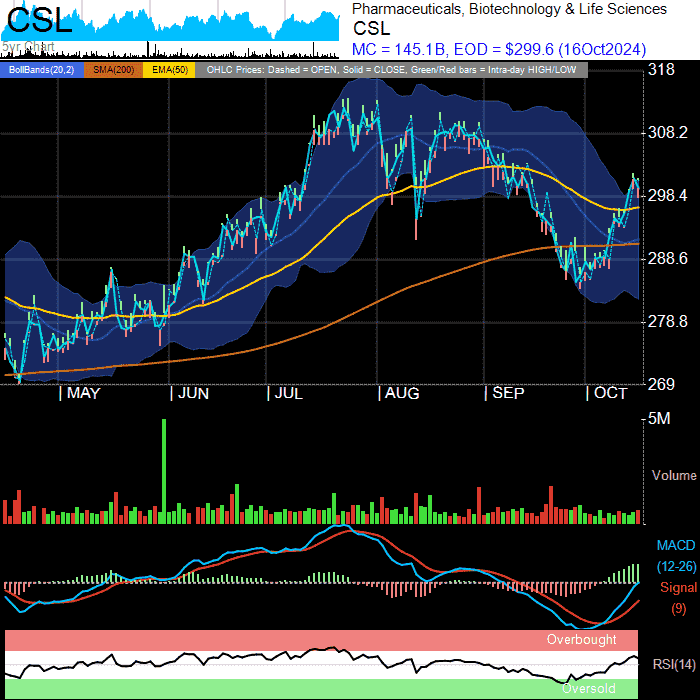 CSL
5yr Chart
Pharmaceuticals, Biotechnology & Life Sciences
CSL
MC = 145.1B, EOD = $299.6 (16Oct2024)
BollBands(20,2) SMA(200) EMA(50) OHLC Prices: Dashed = OPEN, Solid = CLOSE, Green/Red bars = Intra-day HIGH/LOW
318
308.2
298.4
288.6
278.8
269
MAY JUN JUL AUG SEP OCT
5M
Volume
MACD
(12-26)
Signal
(9)
Overbought
RSI(14)
Oversold